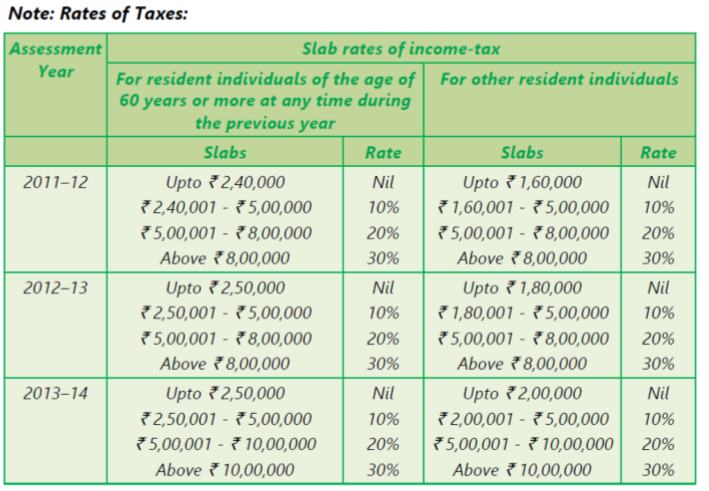 Note: Rates of Taxes:
Assessment Year Slab rates of income-tax
For resident individuals of the age of 60 years or more at any time during the previous year For other resident individuals
Slabs Rate Slabs Rate
2011–12 Upto ₹ 2,40,000 Nil Upto ₹ 1,60,000 Nil
₹ 2,40,001 - ₹ 5,00,000 10% ₹ 1,60,001 - ₹ 5,00,000 10%
₹ 5,00,001 - ₹ 8,00,000 20% ₹ 5,00,001 - ₹ 8,00,000 20%
Above ₹ 8,00,000 30% Above ₹ 8,00,000 30%
2012–13 Upto ₹ 2,50,000 Nil Upto ₹ 1,80,000 Nil
₹ 2,50,001 - ₹ 5,00,000 10% ₹ 1,80,001 - ₹ 5,00,000 10%
₹ 5,00,001 - ₹ 8,00,000 20% ₹ 5,00,001 - ₹ 8,00,000 20%
Above ₹ 8,00,000 30% Above ₹ 8,00,000 30%
2013–14 Upto ₹ 2,50,000 Nil Upto ₹ 2,00,000 Nil
₹ 2,50,001 - ₹ 5,00,000 10% ₹ 2,00,001 - ₹ 5,00,000 10%
₹ 5,00,001 - ₹ 10,00,000 20% ₹ 5,00,001 - ₹ 10,00,000 20%
Above ₹ 10,00,000 30% Above ₹ 10,00,000 30%